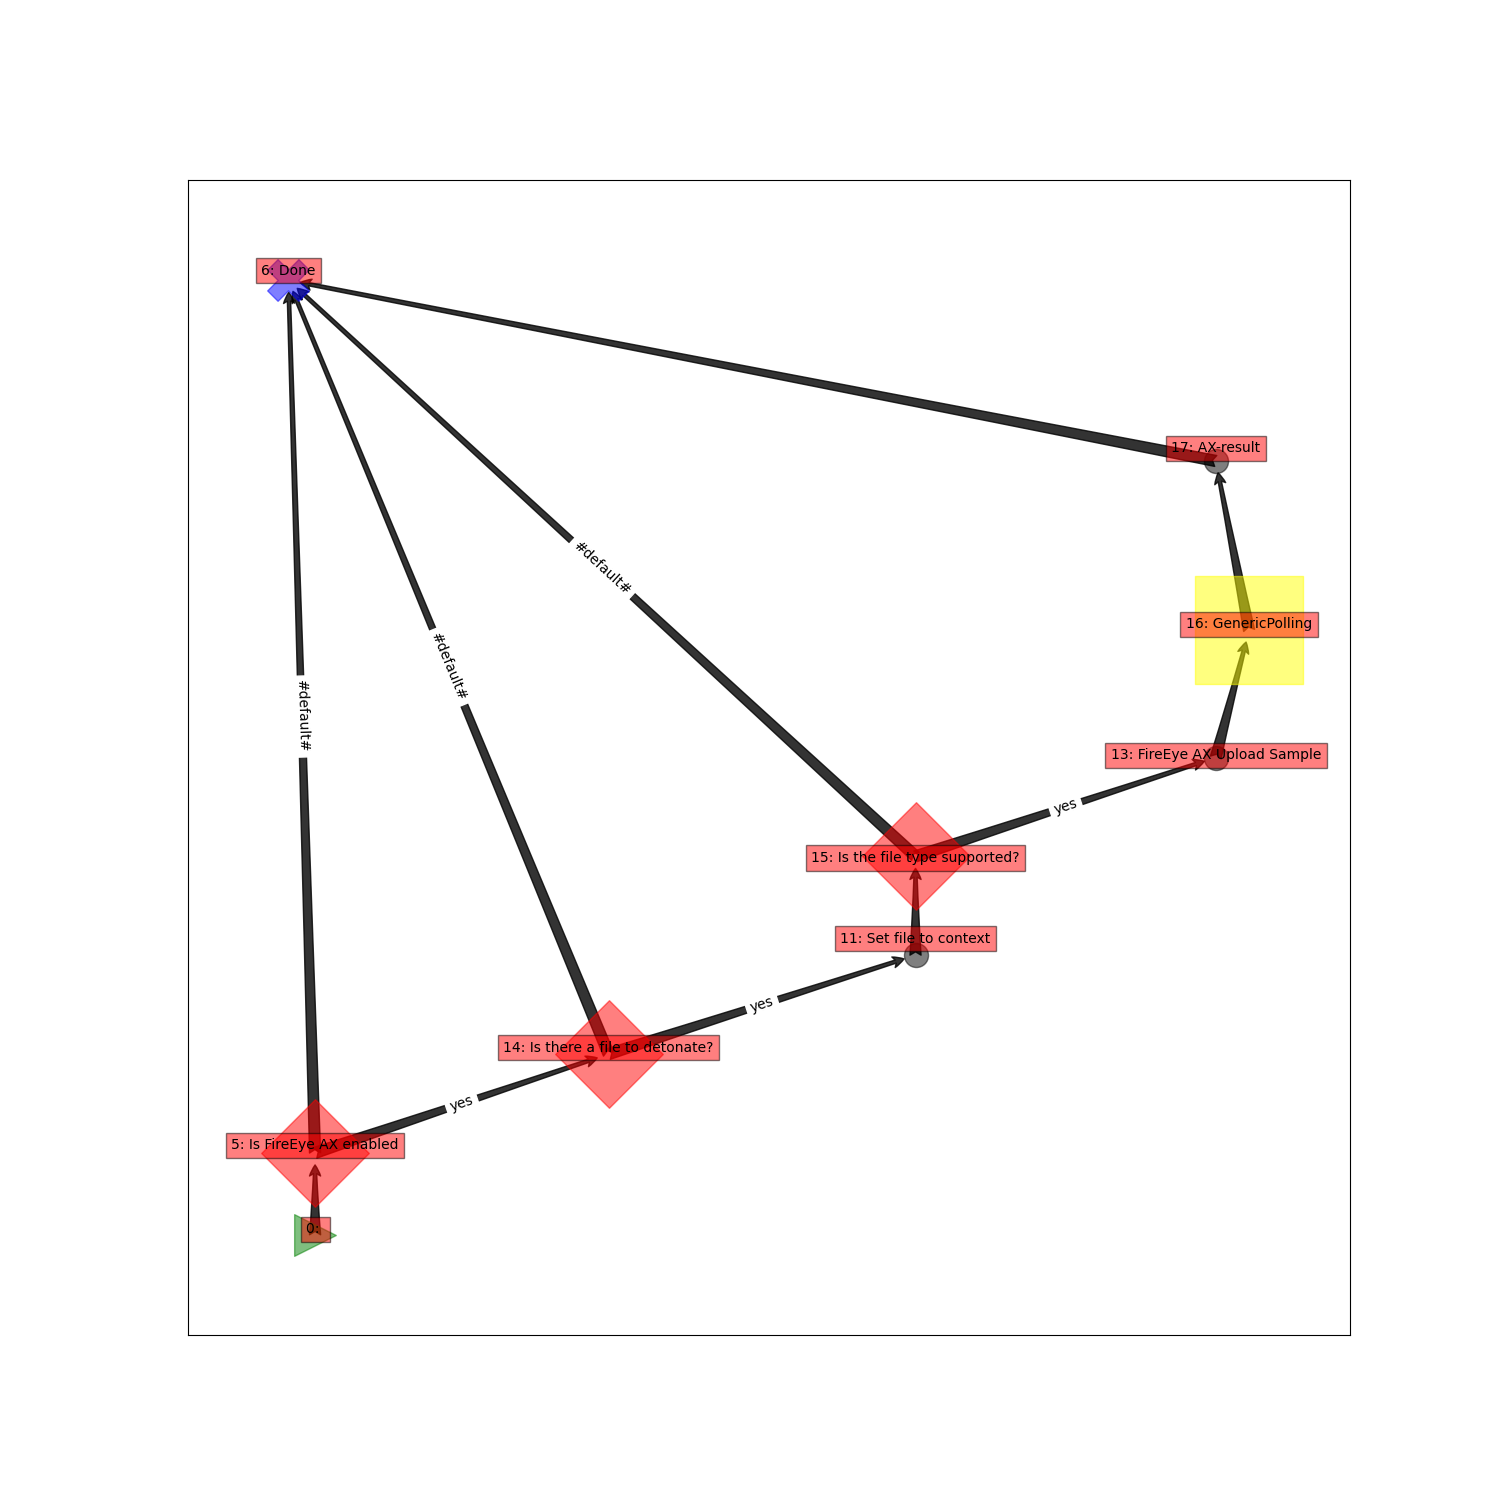 6: Done
17: AX-result
#default#
16: GenericPolling
#default#
#default#
13: FireEye AX Upload Sample
yes
15: Is the file type supported?
11: Set file to context
yes
14: Is there a file to detonate?
yes
5: Is FireEye AX enabled
0: